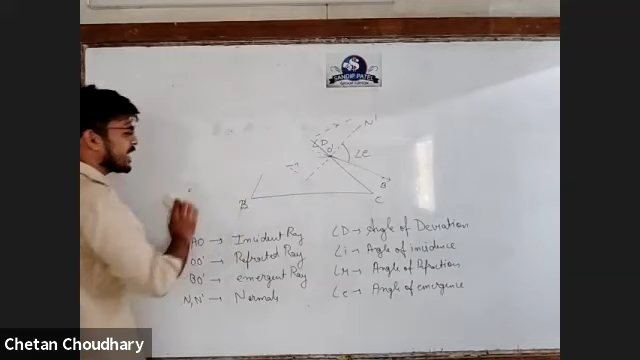 SANDIP PATEL
N'
∠D
O'
∠e
B'
B
C
AO → Incident Ray
∠D → Angle of Deviation
OO' → Refracted Ray
∠i → Angle of incidence
BO' → emergent Ray
∠r → Angle of Refraction
N, N' → Normals
∠e → Angle of emergence
Chetan Choudhary